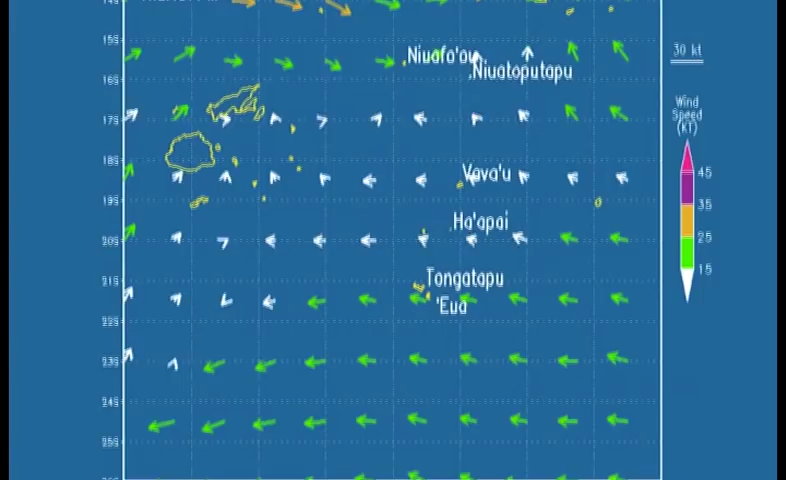 14S
15S
Niuafo'ou
30 kt
Niuatoputapu
16S
Wind
Speed
(KT)
17S
18S
Vava'u
45
19S
35
Ha'apai
20S
25
15
21S
Tongatapu
'Eua
22S
23S
24S
25S